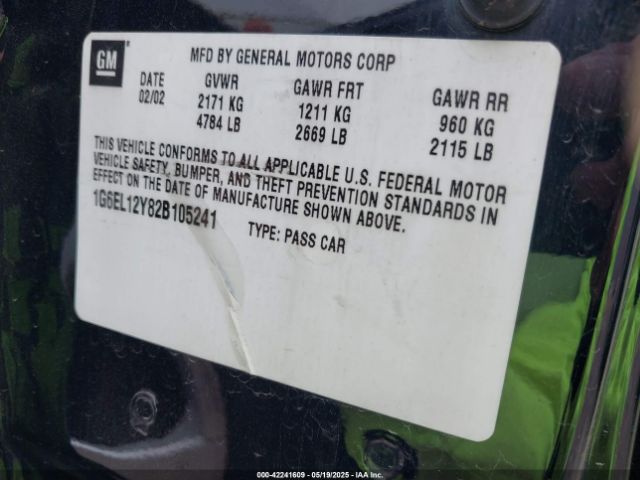 GM
MFD BY GENERAL MOTORS CORP
DATE GVWR GAWR FRT GAWR RR
02/02 2171 KG 1211 KG 960 KG
4784 LB 2669 LB 2115 LB
THIS VEHICLE CONFORMS TO ALL APPLICABLE U.S. FEDERAL MOTOR
VEHICLE SAFETY, BUMPER, AND THEFT PREVENTION STANDARDS IN
EFFECT ON THE DATE OF MANUFACTURE SHOWN ABOVE.
1G6EL12Y82B105241 TYPE: PASS CAR
000-42241609 - 05/19/2025 - IAA Inc.